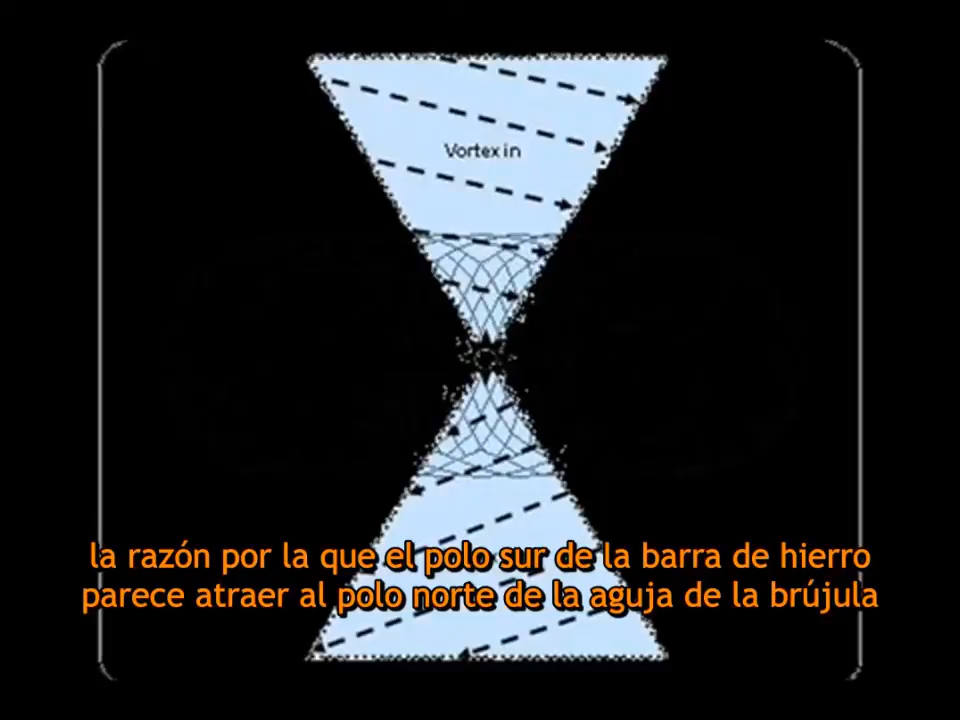 Vortex in
la razón por la que el polo sur de la barra de hierro
parece atraer al polo norte de la aguja de la brújula